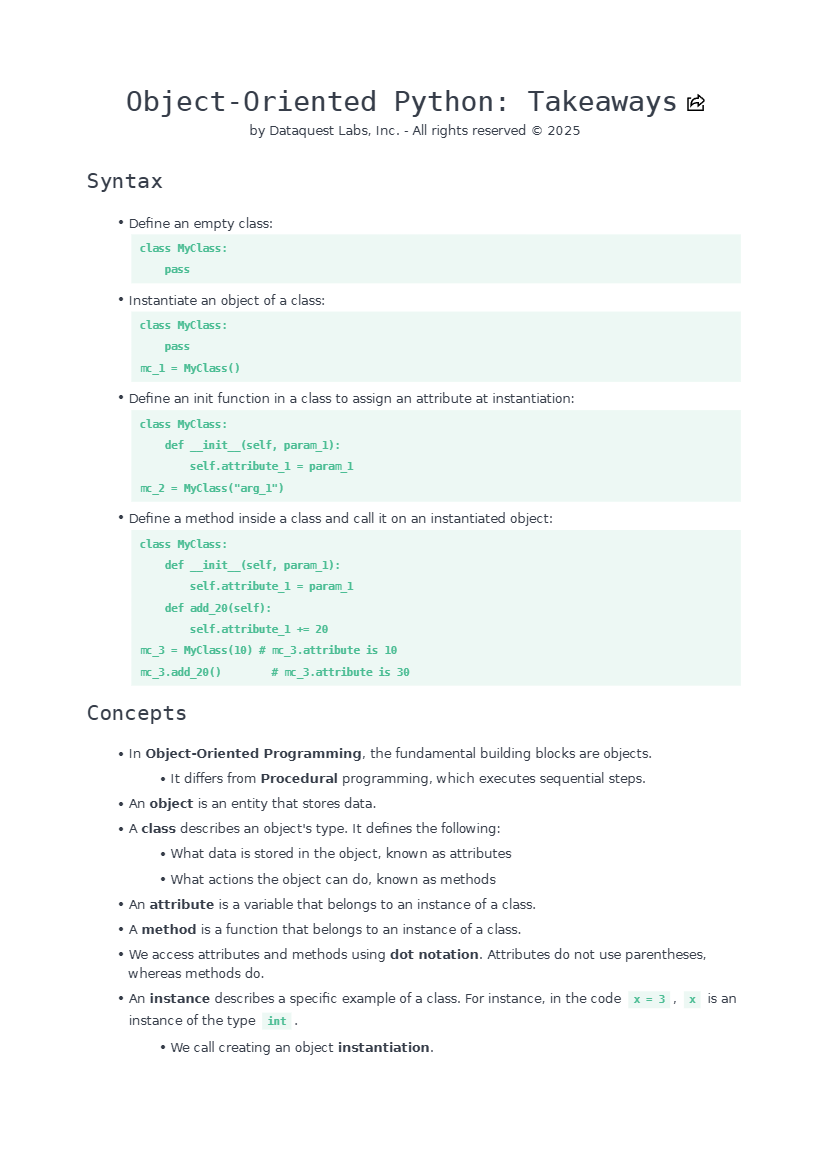 Object-Oriented Python: Takeaways
by Dataquest Labs, Inc. - All rights reserved © 2025
Syntax
• Define an empty class:
class MyClass:
    pass
• Instantiate an object of a class:
class MyClass:
    pass
mc_1 = MyClass()
• Define an init function in a class to assign an attribute at instantiation:
class MyClass:
    def __init__(self, param_1):
        self.attribute_1 = param_1
mc_2 = MyClass("arg_1")
• Define a method inside a class and call it on an instantiated object:
class MyClass:
    def __init__(self, param_1):
        self.attribute_1 = param_1
    def add_20(self):
        self.attribute_1 += 20
mc_3 = MyClass(10) # mc_3.attribute is 10
mc_3.add_20()        # mc_3.attribute is 30
Concepts
• In Object-Oriented Programming, the fundamental building blocks are objects.
• It differs from Procedural programming, which executes sequential steps.
• An object is an entity that stores data.
• A class describes an object's type. It defines the following:
• What data is stored in the object, known as attributes
• What actions the object can do, known as methods
• An attribute is a variable that belongs to an instance of a class.
• A method is a function that belongs to an instance of a class.
• We access attributes and methods using dot notation. Attributes do not use parentheses,
whereas methods do.
• An instance describes a specific example of a class. For instance, in the code x = 3 , x is an
instance of the type int .
• We call creating an object instantiation.